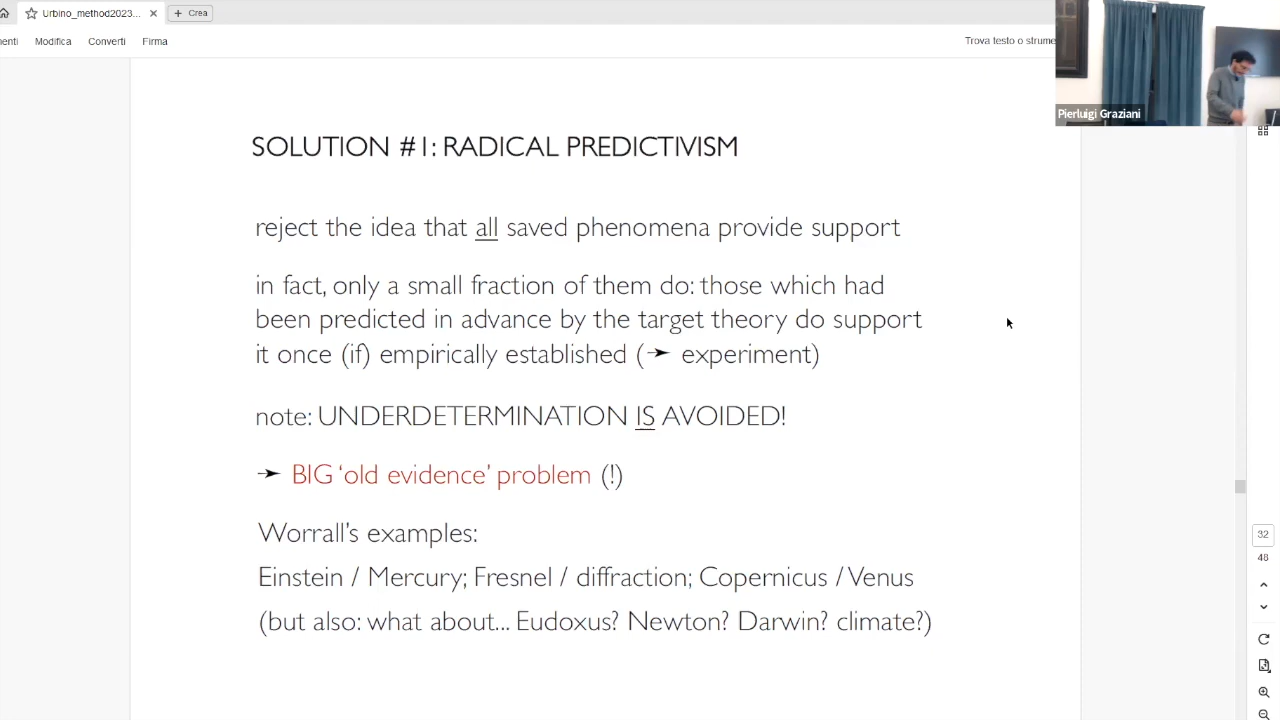 Urbino_method2023...
Crea
Modifica
Converti
Firma
Trova testo o strume
Pierluigi Graziani
SOLUTION #1: RADICAL PREDICTIVISM
reject the idea that all saved phenomena provide support
in fact, only a small fraction of them do: those which had
been predicted in advance by the target theory do support
it once (if) empirically established (➛ experiment)
note: UNDERDETERMINATION IS AVOIDED!
➛ BIG ‘old evidence’ problem (!)
Worrall’s examples:
Einstein / Mercury; Fresnel / diffraction; Copernicus / Venus
(but also: what about... Eudoxus? Newton? Darwin? climate?)
32
48